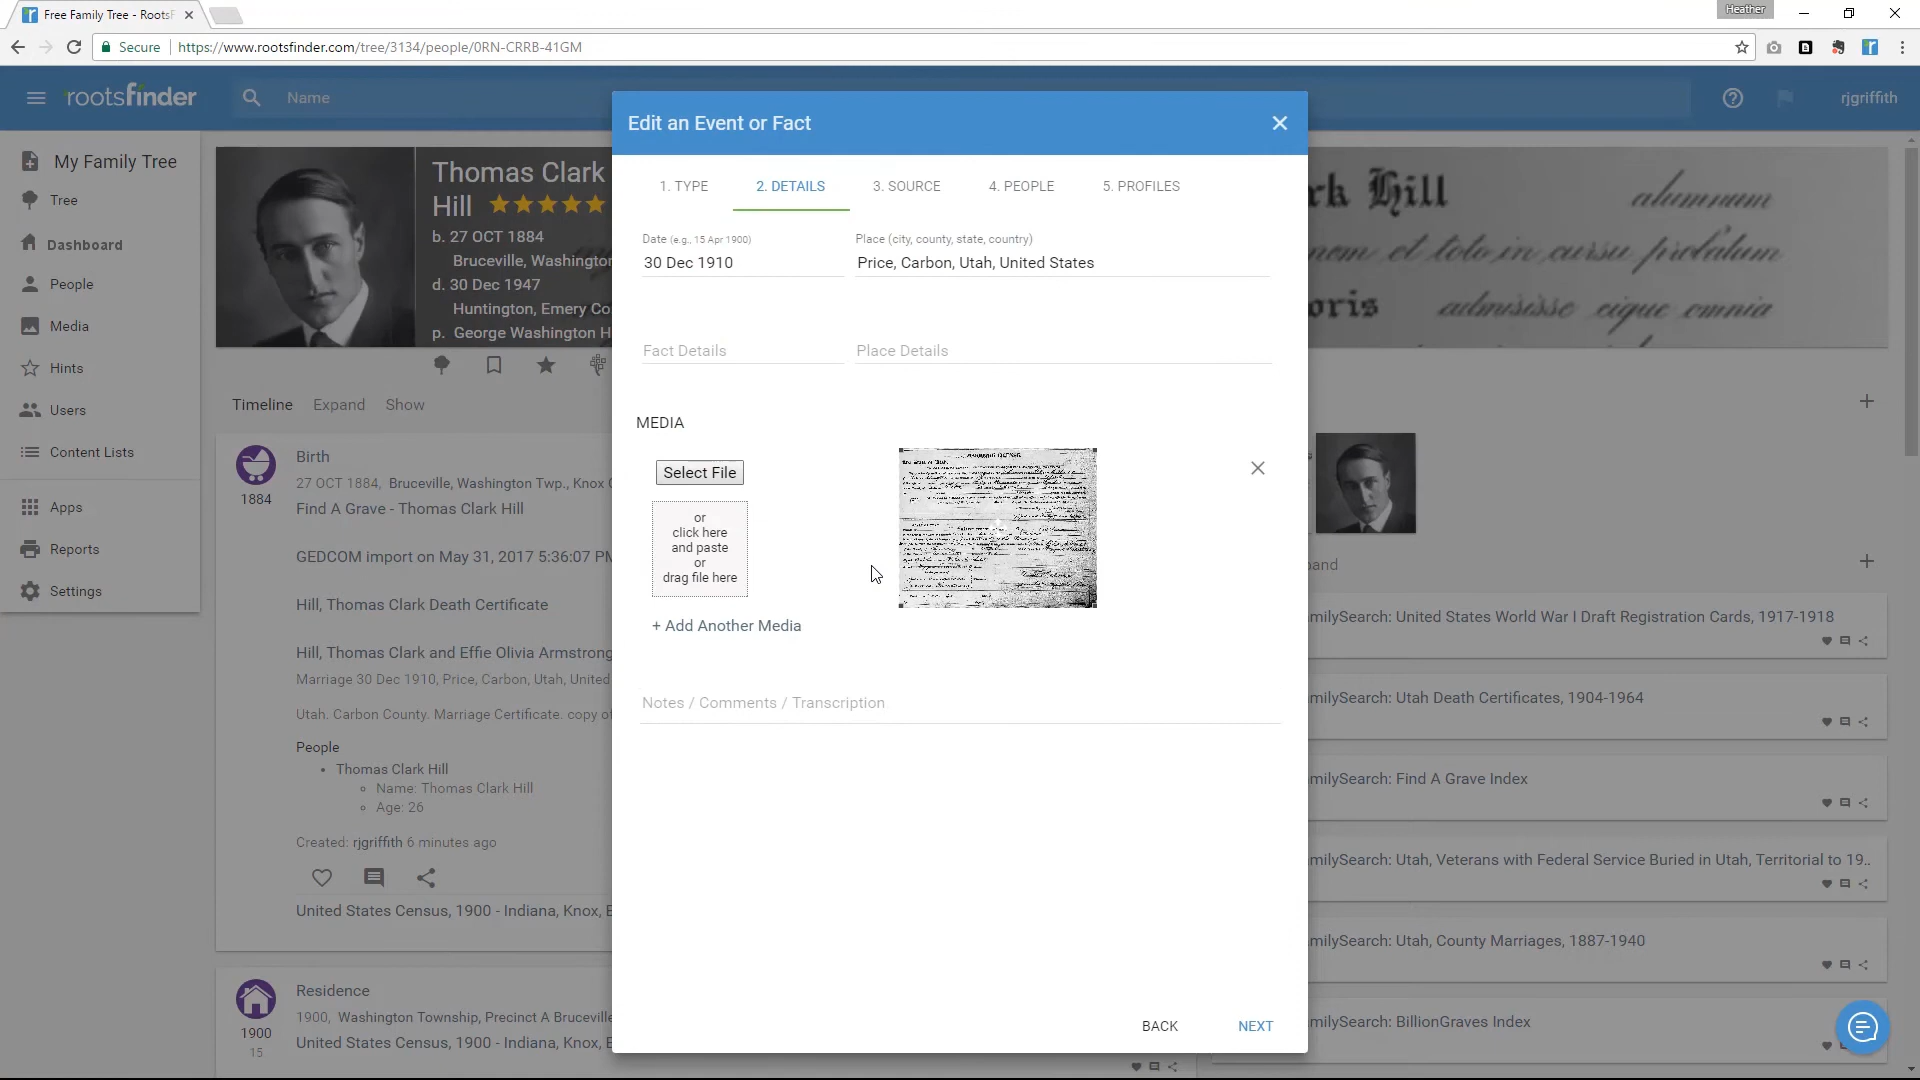 Free Family Tree - RootsF
Heather
Secure
https://www.rootsfinder.com/tree/3134/people/0RN-CRRB-41GM
rootsfinder
Name
rjgriffith
My Family Tree
Tree
Dashboard
People
Media
Hints
Users
Content Lists
Apps
Reports
Settings
Thomas Clark
Hill
b. 27 OCT 1884
Bruceville, Washington
d. 30 Dec 1947
Huntington, Emery Co
p. George Washington H
Timeline Expand Show
Birth
1884
27 OCT 1884, Bruceville, Washington Twp., Knox
Find A Grave - Thomas Clark Hill
GEDCOM import on May 31, 2017 5:36:07 PM
Hill, Thomas Clark Death Certificate
Hill, Thomas Clark and Effie Olivia Armstrong
Marriage 30 Dec 1910, Price, Carbon, Utah, United
Utah. Carbon County. Marriage Certificate. copy of
People
Thomas Clark Hill
Name: Thomas Clark Hill
Age: 26
Created: rjgriffith 6 minutes ago
United States Census, 1900 - Indiana, Knox,
Residence
1900
15
1900, Washington Township, Precinct A Bruceville
United States Census, 1900 - Indiana, Knox,
Edit an Event or Fact
1. TYPE
2. DETAILS
3. SOURCE
4. PEOPLE
5. PROFILES
Date (e.g., 15 Apr 1900)
30 Dec 1910
Place (city, county, state, country)
Price, Carbon, Utah, United States
Fact Details
Place Details
MEDIA
Select File
or
click here
and paste
or
drag file here
+ Add Another Media
Notes / Comments / Transcription
BACK
NEXT
rk Hill alumnum
nem et toto in cursu probatum
oris admisisse eique omnia
pand
milySearch: United States World War I Draft Registration Cards, 1917-1918
milySearch: Utah Death Certificates, 1904-1964
milySearch: Find A Grave Index
milySearch: Utah, Veterans with Federal Service Buried in Utah, Territorial to 19..
milySearch: Utah, County Marriages, 1887-1940
milySearch: BillionGraves Index